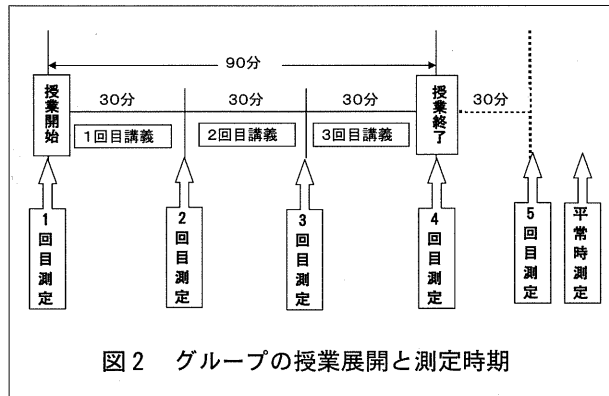 90分
授業開始
30分
30分
30分
授業終了
30分
1回目講義
2回目講義
3回目講義
1回目測定
2回目測定
3回目測定
4回目測定
5回目測定
平常時測定
図2 グループの授業展開と測定時期